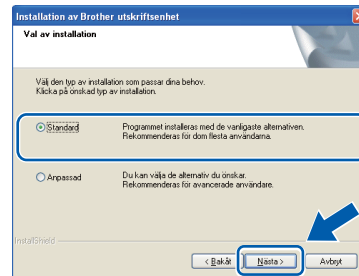 Installation av Brother utskriftsenhet
Val av installation
Välj den typ av installation som passar dina behov.
Klicka på önskad typ av installation.
Standard
Programmet installeras med de vanligaste alternativen.
Rekommenderas för dom flesta användarna.
Anpassad
Du kan välja de alternativ du önskar.
Rekommenderas för avancerade användare.
InstallShield
< Bakåt
Nästa >
Avbryt